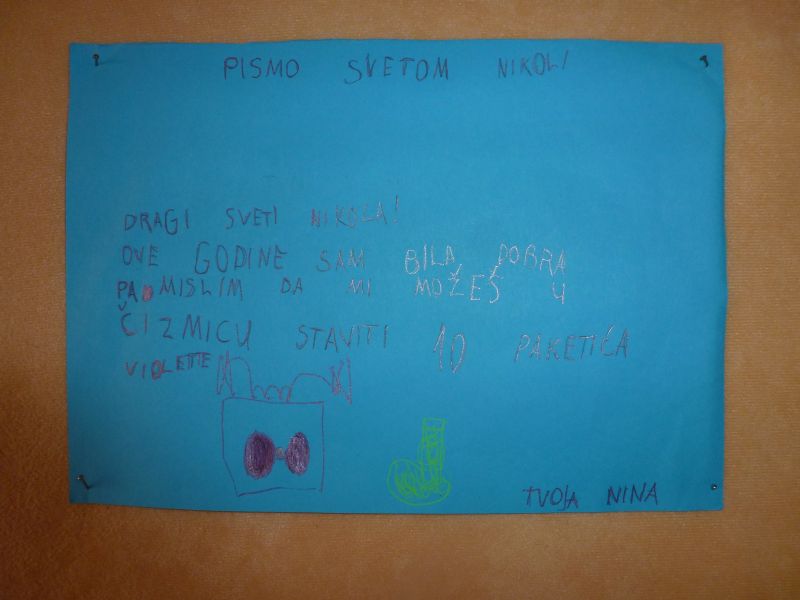 PISMO SVETOM NIKOLI
DRAGI SVETI NIKOLA!
OVE GODINE SAM BILA DOBRA
PA MISLIM DA MI MOŽEŠ U
ČIZMICU STAVITI 10 PAKETIĆA
VIOLETTE
TVOJA NINA